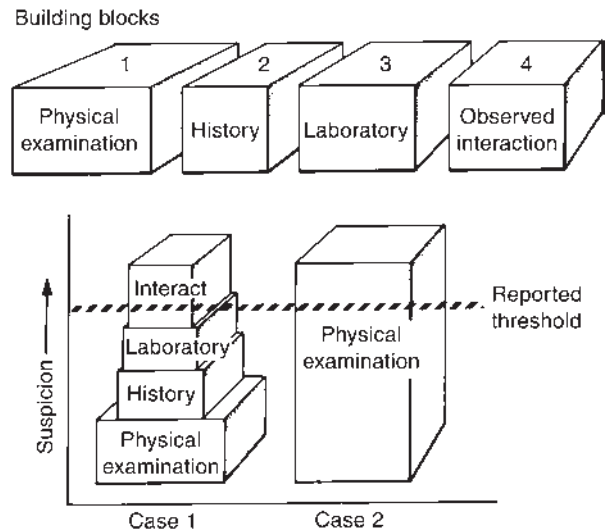 Building blocks
1 2 3 4
Physical
examination
History
Laboratory
Observed
interaction
Suspicion
Interact
Laboratory
History
Physical
examination
Physical
examination
Reported
threshold
Case 1 Case 2